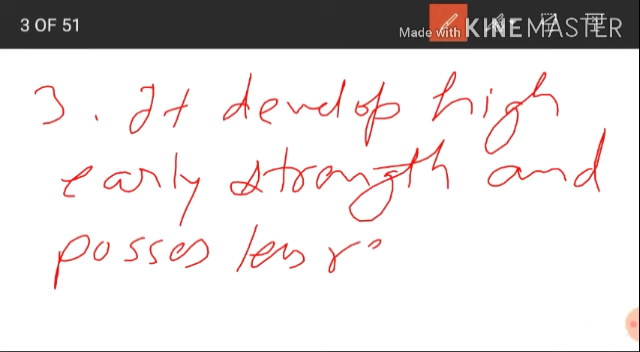 3 OF 51
Made with KINEMASTER
3. It develop high
early strength and
posses less